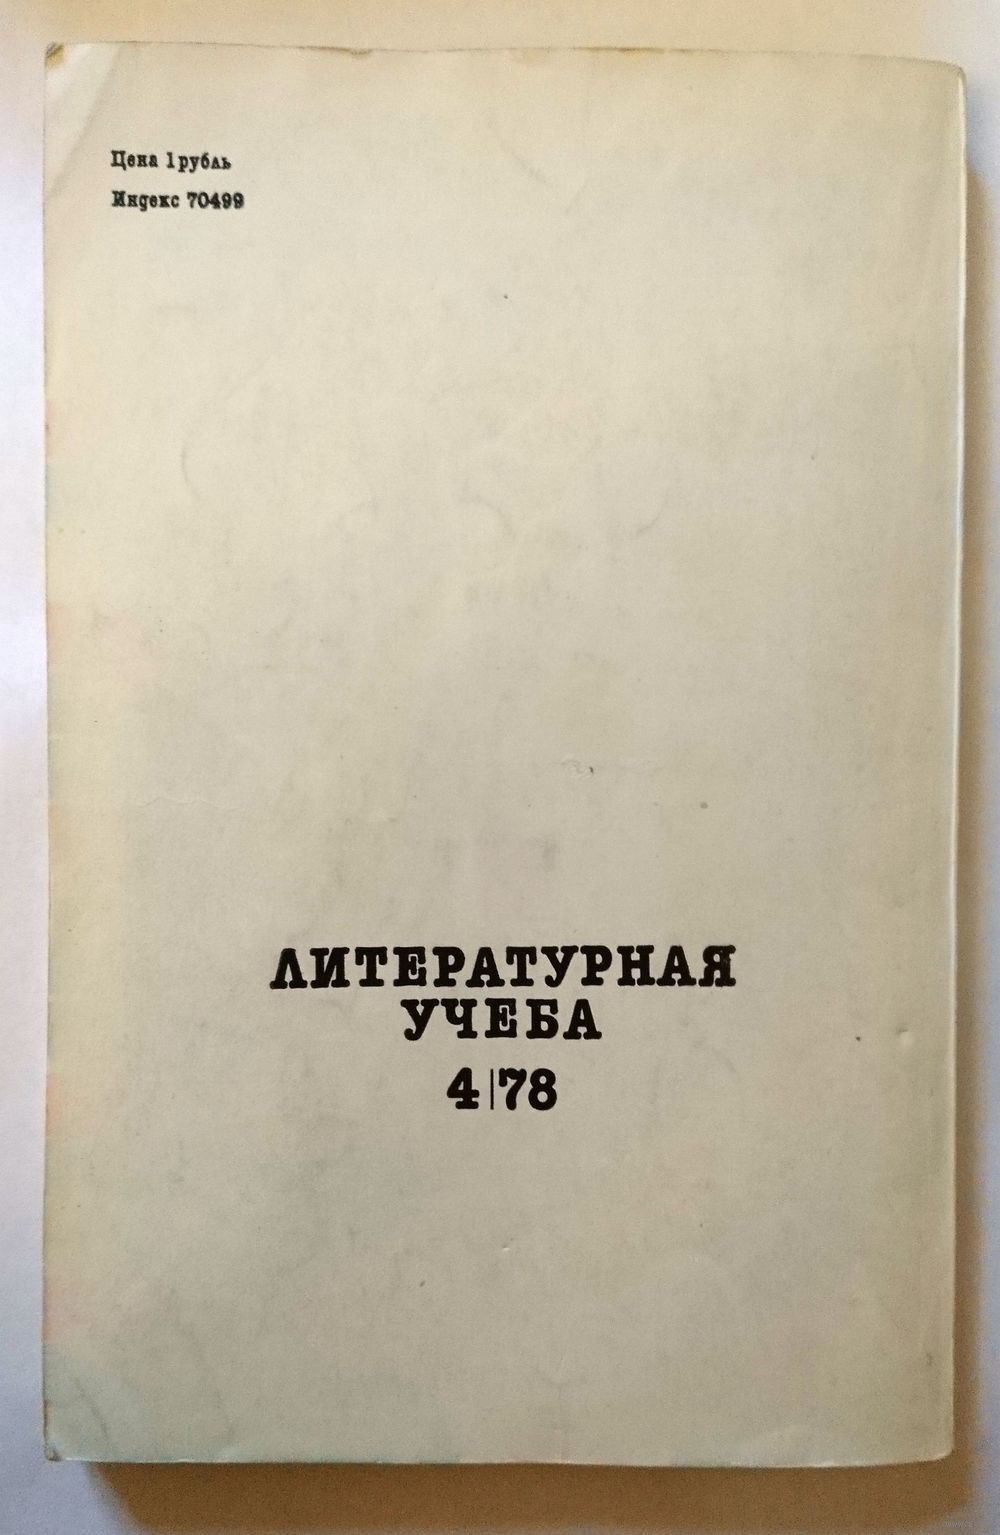 Цена 1 рубль
Индекс 70499
ЛИТЕРАТУРНАЯ
УЧЕБА
4|78